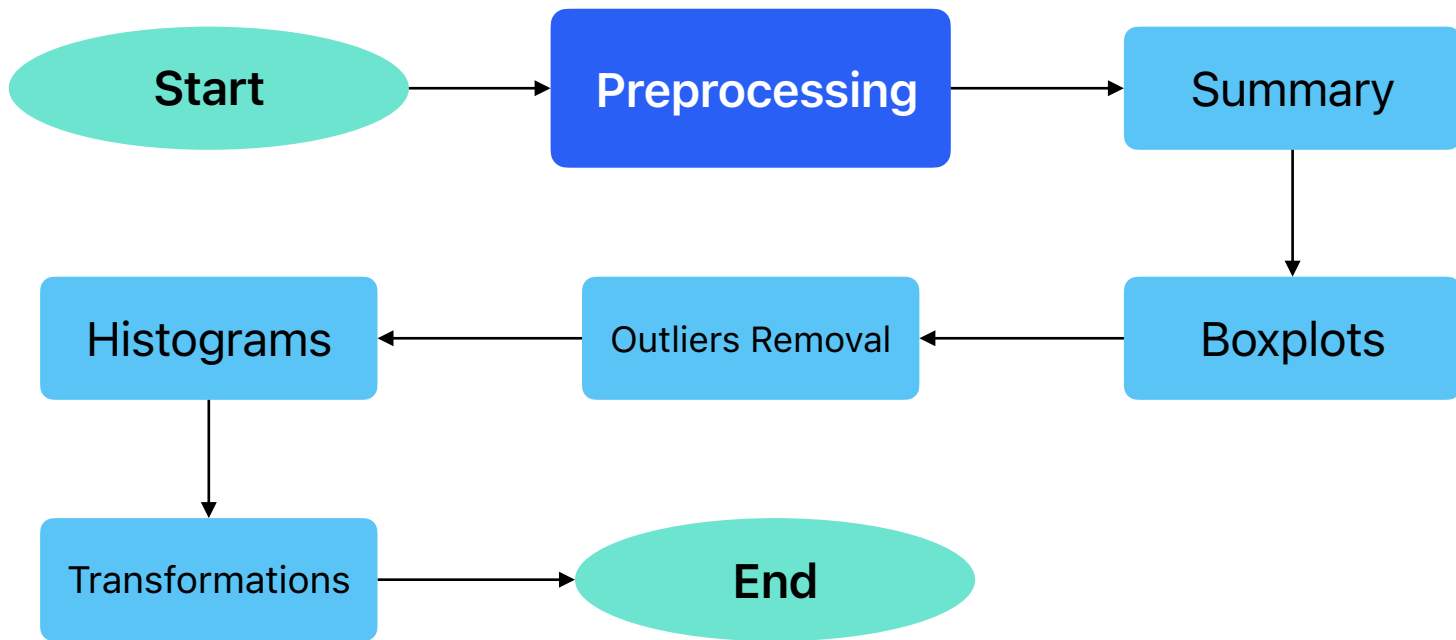 Start
Preprocessing
Summary
Boxplots
Outliers Removal
Histograms
Transformations
End